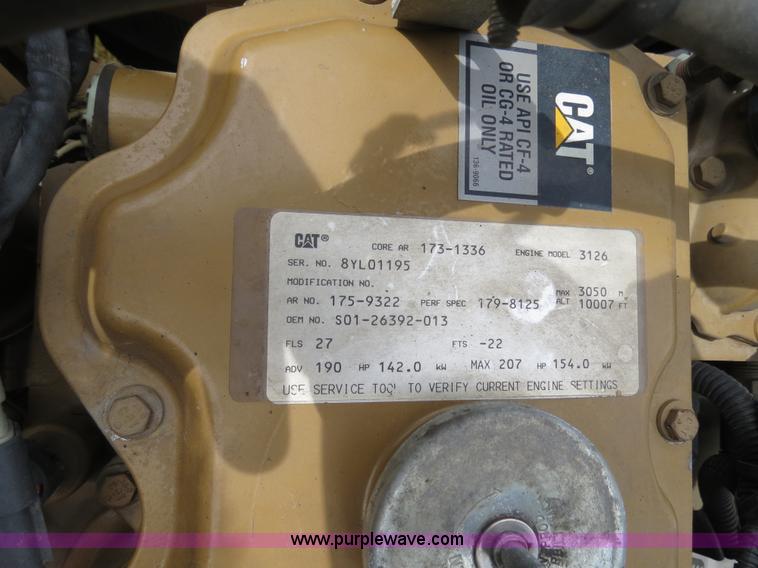 CAT®
USE API CF-4
OR CG-4 RATED
OIL ONLY
136-9066
CAT® CORE AR 173-1336 ENGINE MODEL 3126
SER. NO. 8YL01195
MODIFICATION NO.
AR NO. 175-9322 PERF SPEC 179-8125 MAX ALT 3050 M 10007 FT
OEM NO. S01-26392-013
FLS 27 FTS -22
ADV 190 HP 142.0 KW MAX 207 HP 154.0 KW
USE SERVICE TOOL TO VERIFY CURRENT ENGINE SETTINGS
www.purplewave.com